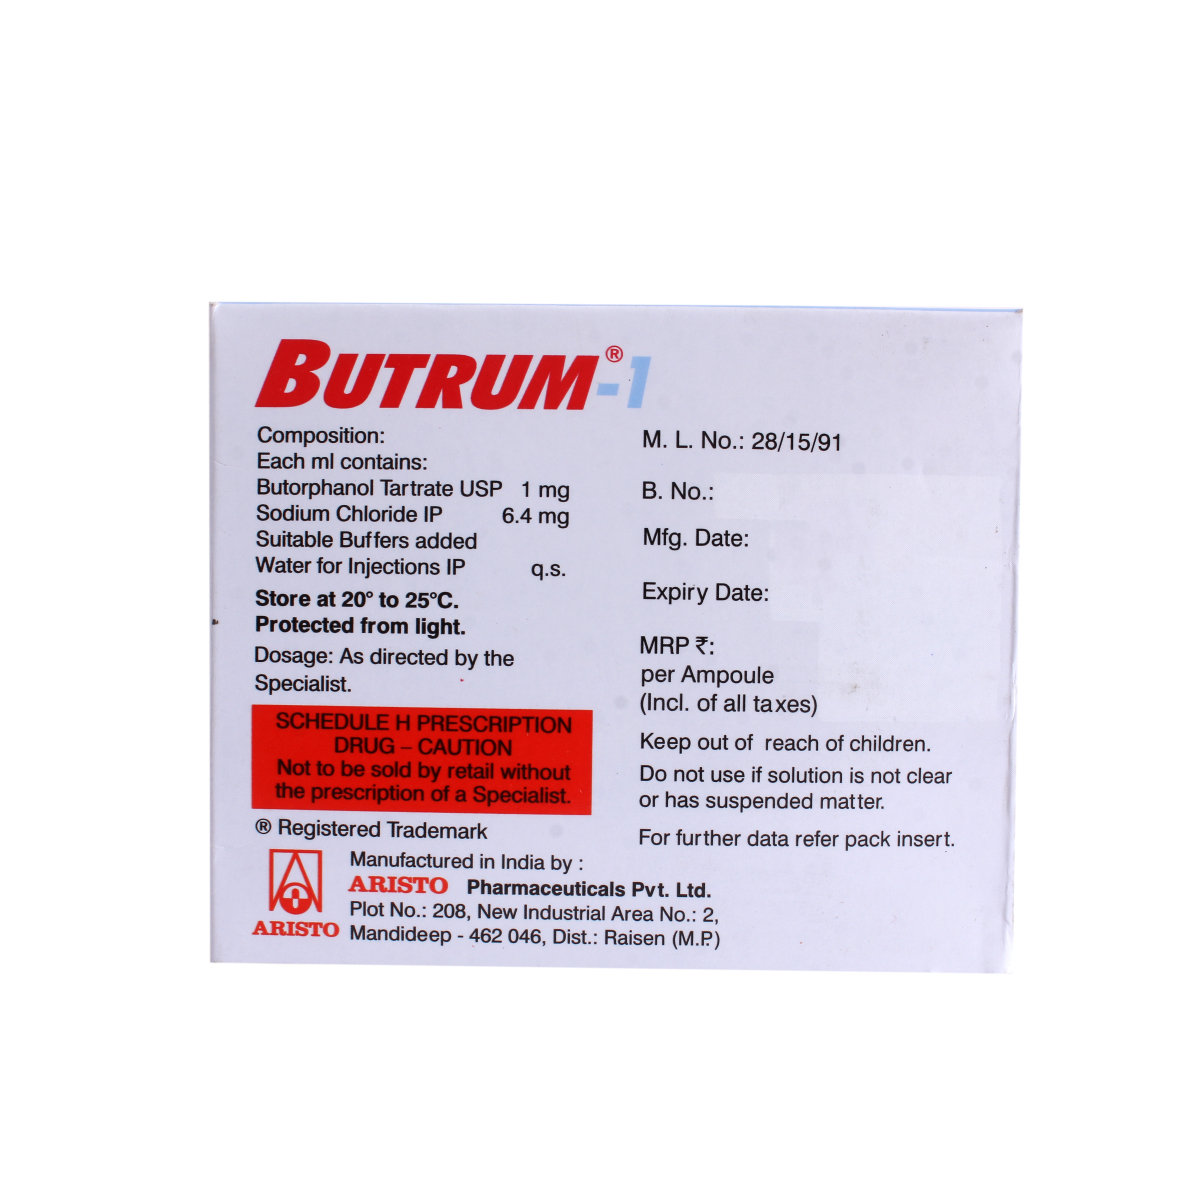 BUTRUM®-1
Composition:
Each ml contains:
Butorphanol Tartrate USP 1 mg
Sodium Chloride IP 6.4 mg
Suitable Buffers added
Water for Injections IP q.s.
Store at 20° to 25°C.
Protected from light.
Dosage: As directed by the
Specialist.
SCHEDULE H PRESCRIPTION
DRUG – CAUTION
Not to be sold by retail without
the prescription of a Specialist.
® Registered Trademark
ARISTO
Manufactured in India by :
ARISTO Pharmaceuticals Pvt. Ltd.
Plot No.: 208, New Industrial Area No.: 2,
Mandideep - 462 046, Dist.: Raisen (M.P.)
M. L. No.: 28/15/91
B. No.:
Mfg. Date:
Expiry Date:
MRP ₹:
per Ampoule
(Incl. of all taxes)
Keep out of reach of children.
Do not use if solution is not clear
or has suspended matter.
For further data refer pack insert.